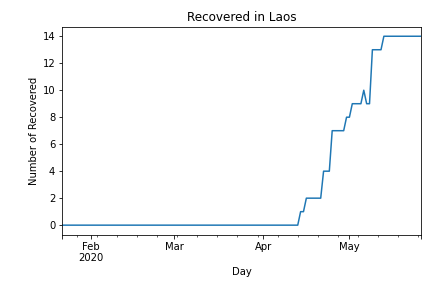 Recovered in Laos
Number of Recovered
14
12
10
8
6
4
2
0
Feb
2020
Mar
Apr
May
Day